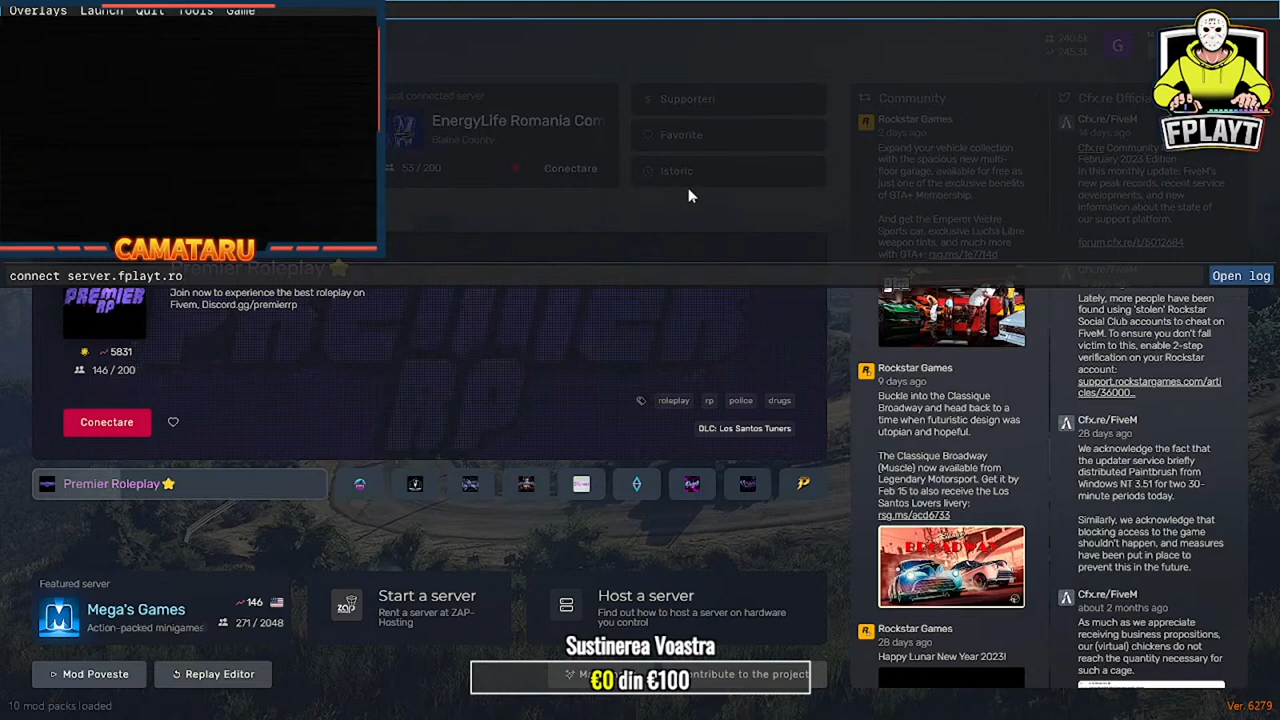 Overlays Launch Quit Tools Game
Last connected server
EnergyLife Romania Com
Blaine County
53 / 200
Conectare
Supporteri
Favorite
Istoric
240.5k
245.3k
G
FPLAYT
CAMATARU
connect server.fplayt.ro
Open log
Premier Roleplay
PREMIER
RP
Join now to experience the best roleplay on
Fivem, Discord.gg/premierrp
5831
146 / 200
Conectare
roleplay rp police drugs
DLC: Los Santos Tuners
Premier Roleplay
Featured server
Mega's Games
Action-packed minigames
146
271 / 2048
Start a server
Rent a server at ZAP-
Hosting
Host a server
Find out how to host a server on hardware
you control
Mod Poveste
Replay Editor
contribute to the project
Sustinerea Voastra
€0 din €100
10 mod packs loaded
Ver. 6279
Community
Rockstar Games
2 days ago
Expand your vehicle collection
with the spacious new multi-
floor garage, available for free as
just one of the exclusive benefits
of GTA+ Membership.
And get the Emperor Vectre
Sports car, exclusive Lucha Libre
weapon tints, and much more
with GTA+: rsg.ms/1e77f4d
Rockstar Games
9 days ago
Buckle into the Classique
Broadway and head back to a
time when futuristic design was
utopian and hopeful.
The Classique Broadway
(Muscle) now available from
Legendary Motorsport. Get it by
Feb 15 to also receive the Los
Santos Lovers livery:
rsg.ms/acd6733
BROADWAY
Rockstar Games
28 days ago
Happy Lunar New Year 2023!
Cfx.re Offici
Cfx.re/FiveM
14 days ago
Cfx.re Community
February 2023 Edition
In this monthly update: FiveM's
new peak records, recent service
developments, and new
information about the state of
our support platform.
forum.cfx.re/t/5012684
Cfx.re/FiveM
Lately, more people have been
found using 'stolen' Rockstar
Social Club accounts to cheat on
FiveM. To ensure you don't fall
victim to this, enable 2-step
verification on your Rockstar
account:
support.rockstargames.com/arti
cles/36000…
Cfx.re/FiveM
28 days ago
We acknowledge the fact that
the updater service briefly
distributed Paintbrush from
Windows NT 3.51 for two 30-
minute periods today.
Similarly, we acknowledge that
blocking access to the game
shouldn't happen, and measures
have been put in place to
prevent this in the future.
Cfx.re/FiveM
about 2 months ago
As much as we appreciate
receiving business propositions,
our (virtual) chickens do not
reach the quantity necessary for
such a cage.